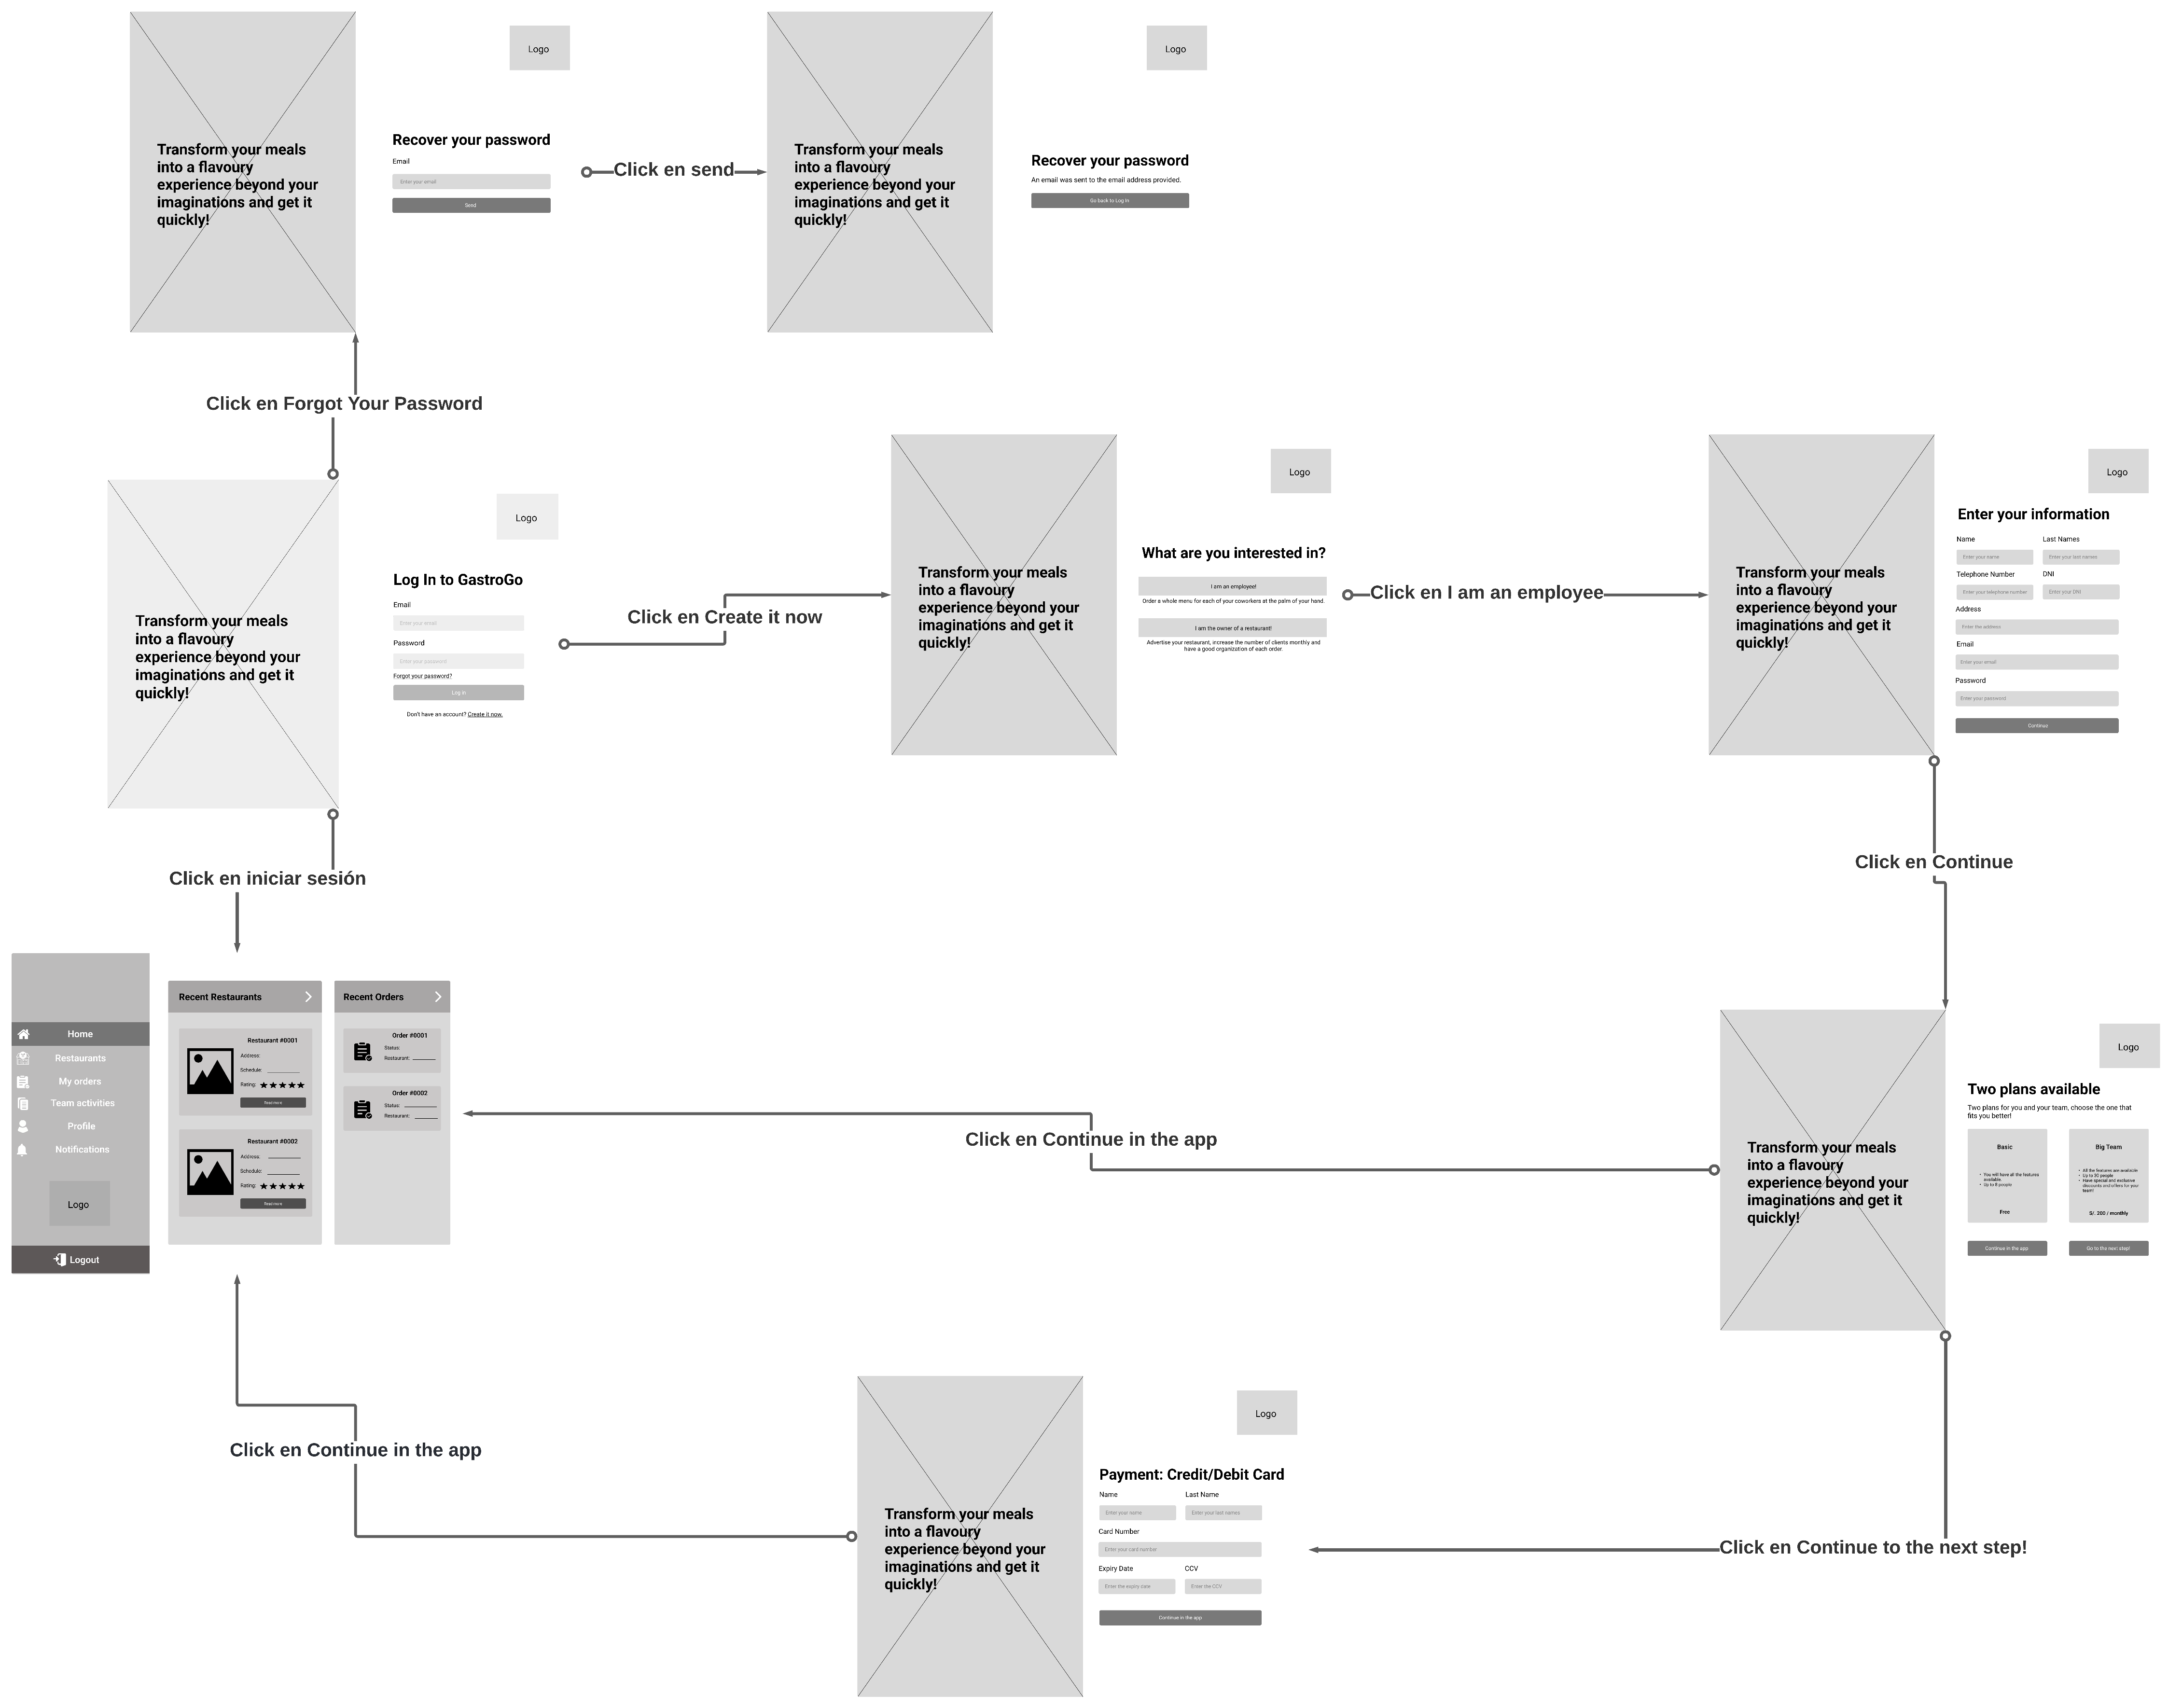 Transform your meals
into a flavoury
experience beyond your
imaginations and get it
quickly!
Logo
Recover your password
Email
Enter your email
Send
Click en send
Transform your meals
into a flavoury
experience beyond your
imaginations and get it
quickly!
Logo
Recover your password
An email was sent to the email address provided.
Go back to Log In
Click en Forgot Your Password
Transform your meals
into a flavoury
experience beyond your
imaginations and get it
quickly!
Logo
Log In to GastroGo
Email
Enter your email
Password
Enter your password
Forgot your password?
Log in
Don't have an account? Create it now.
Click en Create it now
Transform your meals
into a flavoury
experience beyond your
imaginations and get it
quickly!
Logo
What are you interested in?
I am an employee!
Order a whole menu for each of your coworkers at the palm of your hand.
I am the owner of a restaurant!
Advertise your restaurant, increase the number of clients monthly and
have a good organization of each order.
Click en I am an employee
Transform your meals
into a flavoury
experience beyond your
imaginations and get it
quickly!
Logo
Enter your information
Name Last Names
Enter your name Enter your last names
Telephone Number DNI
Enter your telephone number Enter your DNI
Address
Enter the address
Email
Enter your email
Password
Enter your password
Continue
Click en iniciar sesión
Click en Continue
Home
Restaurants
My orders
Team activities
Profile
Notifications
Logo
Logout
Recent Restaurants
Restaurant #0001
Address:
Schedule:
Rating:
Read more
Restaurant #0002
Address:
Schedule:
Rating:
Read more
Recent Orders
Order #0001
Status:
Restaurant:
Order #0002
Status:
Restaurant:
Click en Continue in the app
Transform your meals
into a flavoury
experience beyond your
imaginations and get it
quickly!
Logo
Two plans available
Two plans for you and your team, choose the one that
fits you better!
Basic
• You will have all the features
available.
• Up to 8 people
Free
Continue in the app
Big Team
• All the features are available
• Up to 30 people
• Have special and exclusive
discounts and offers for your
team!
S/. 200 / monthly
Go to the next step!
Click en Continue in the app
Transform your meals
into a flavoury
experience beyond your
imaginations and get it
quickly!
Logo
Payment: Credit/Debit Card
Name Last Name
Enter your name Enter your last names
Card Number
Enter your card number
Expiry Date CCV
Enter the expiry date Enter the CCV
Continue in the app
Click en Continue to the next step!